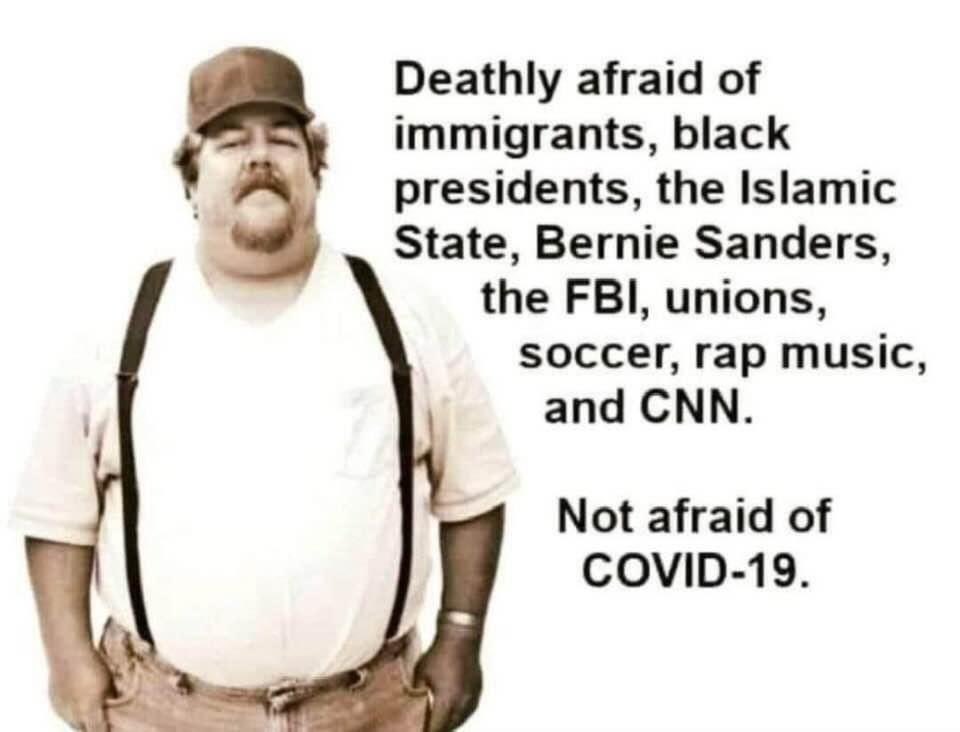 Deathly afraid of
immigrants, black
presidents, the Islamic
State, Bernie Sanders,
the FBI, unions,
soccer, rap music,
and CNN.
Not afraid of
COVID-19.